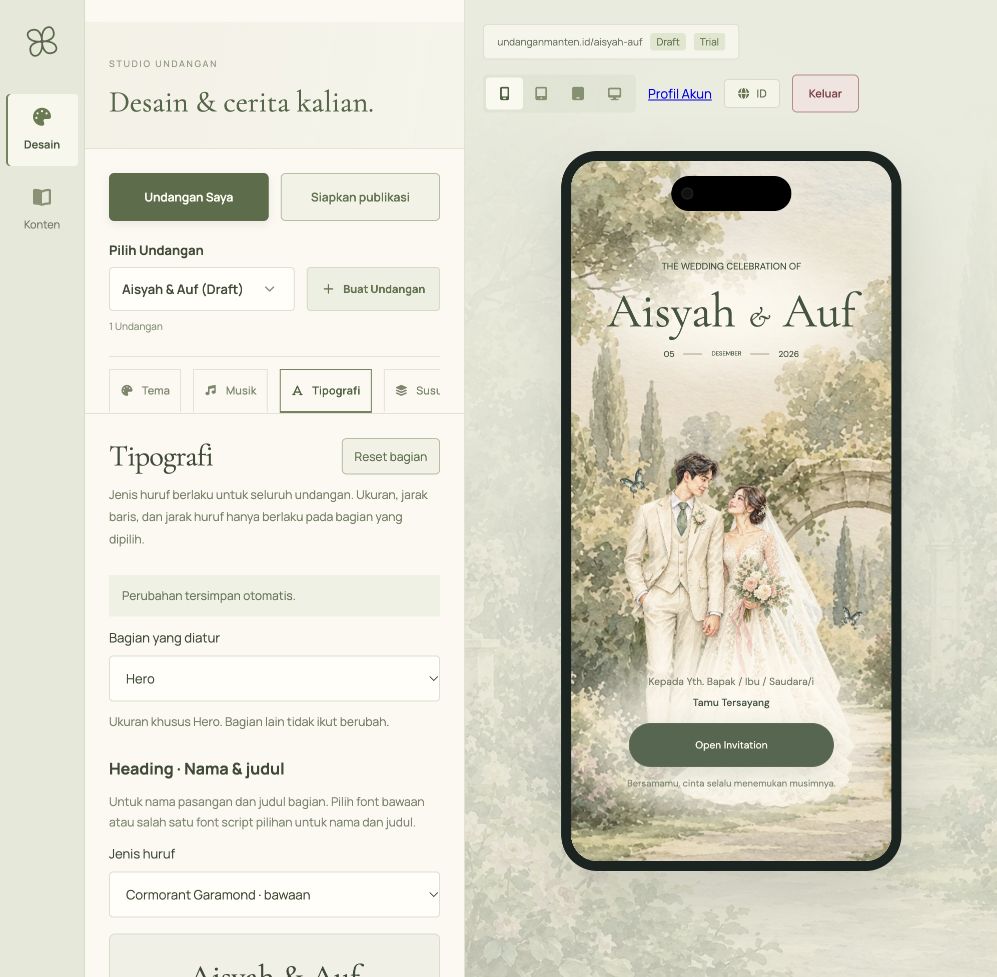 Desain
Konten
STUDIO UNDANGAN
Desain & cerita kalian.
Undangan Saya
Siapkan publikasi
Pilih Undangan
Aisyah & Auf (Draft)
Buat Undangan
1 Undangan
Tema
Musik
Tipografi
Susu
Tipografi
Reset bagian
Jenis huruf berlaku untuk seluruh undangan. Ukuran, jarak
baris, dan jarak huruf hanya berlaku pada bagian yang
dipilih.
Perubahan tersimpan otomatis.
Bagian yang diatur
Hero
Ukuran khusus Hero. Bagian lain tidak ikut berubah.
Heading · Nama & judul
Untuk nama pasangan dan judul bagian. Pilih font bawaan
atau salah satu font script pilihan untuk nama dan judul.
Jenis huruf
Cormorant Garamond · bawaan
Aisyah & Auf
undanganmanten.id/aisyah-auf
Draft
Trial
Profil Akun
ID
Keluar
THE WEDDING CELEBRATION OF
Aisyah & Auf
05 DESEMBER 2026
Kepada Yth. Bapak / Ibu / Saudara/i
Tamu Tersayang
Open Invitation
Bersamamu, cinta selalu menemukan musimnya.